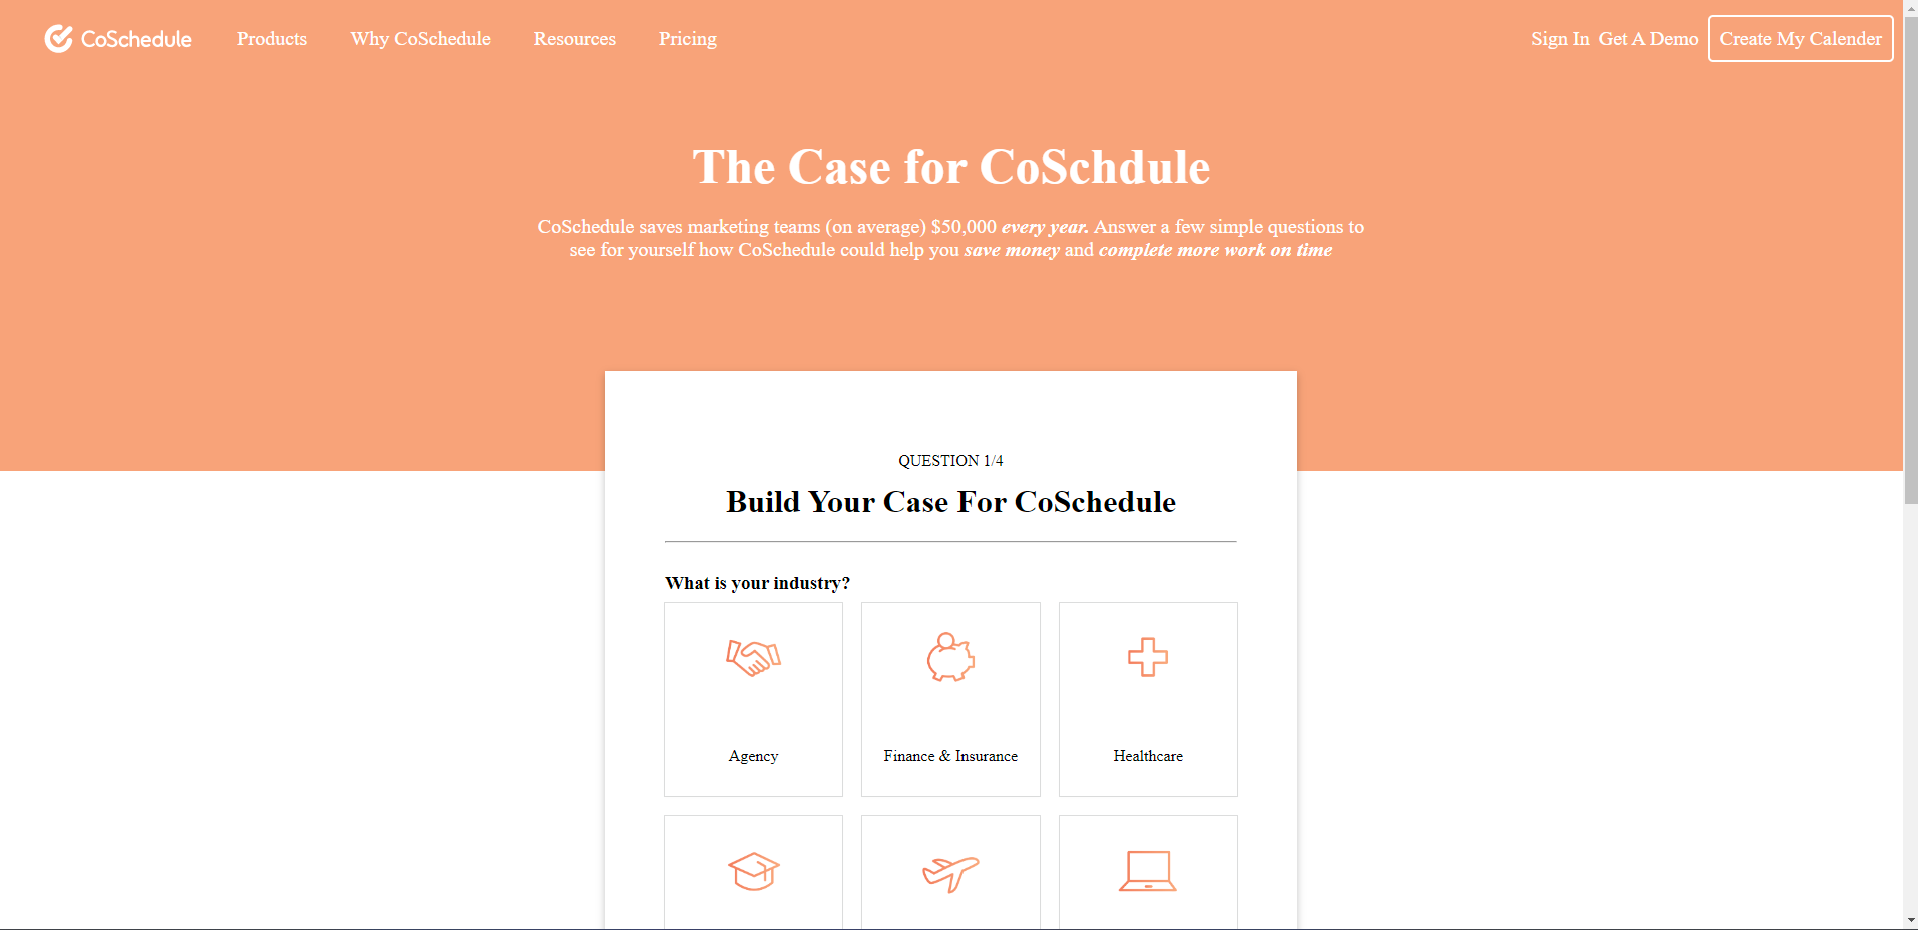 CoSchedule Products Why CoSchedule Resources Pricing Sign In Get A Demo Create My Calender
The Case for CoSchdule
CoSchedule saves marketing teams (on average) $50,000 every year. Answer a few simple questions to
see for yourself how CoSchedule could help you save money and complete more work on time
QUESTION 1/4
Build Your Case For CoSchedule
What is your industry?
Agency Finance & Insurance Healthcare